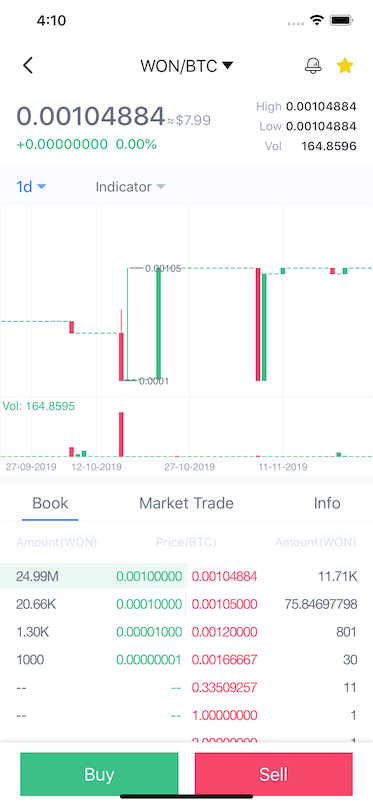 4:10
WON/BTC
0.00104884≈$7.99
+0.00000000 0.00%
High 0.00104884
Low 0.00104884
Vol 164.8596
1d Indicator
0.00105
0.0001
Vol: 164.8595
27-09-2019 12-10-2019 27-10-2019 11-11-2019
Book Market Trade Info
Amount(WON) Price(BTC) Amount(WON)
24.99M 0.00100000 0.00104884 11.71K
20.66K 0.00010000 0.00105000 75.84697798
1.30K 0.00001000 0.00120000 801
1000 0.00000001 0.00166667 30
-- -- 0.33509257 11
-- -- 1.00000000 1
Buy Sell